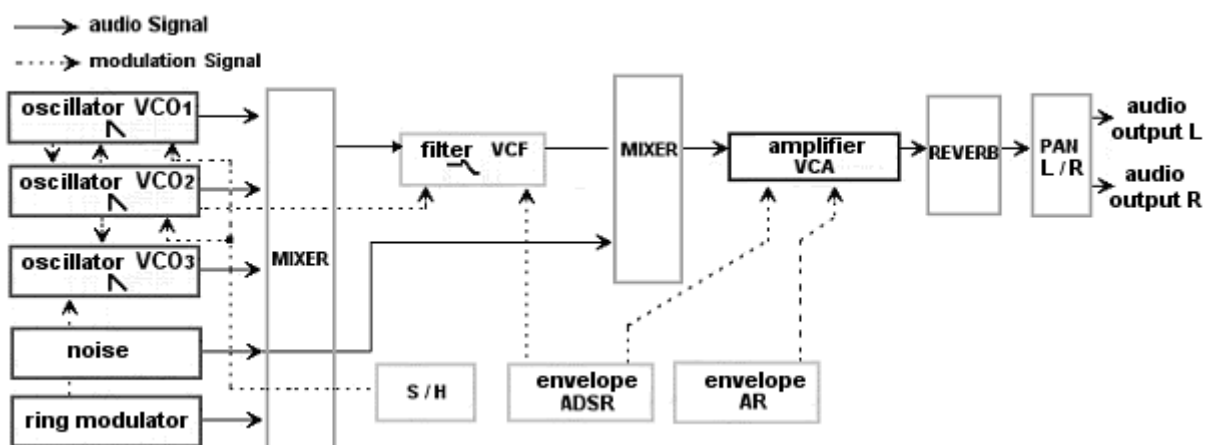 audio Signal
modulation Signal
oscillator VCO1
oscillator VCO2
oscillator VCO3
noise
ring modulator
MIXER
filter VCF
S / H
envelope
ADSR
envelope
AR
MIXER
amplifier
VCA
REVERB
PAN
L / R
audio
output L
audio
output R